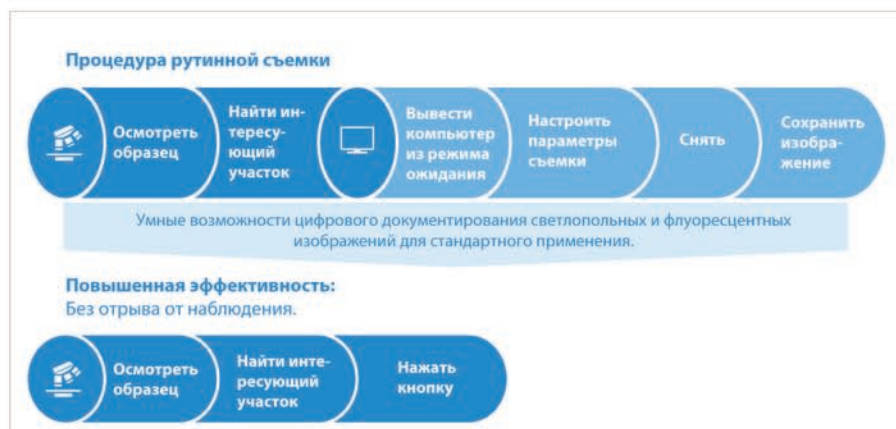 Процедура рутинной съемки
Осмотреть
образец
Найти ин-
тересу-
ющий
участок
Вывести
компьютер
из режима
ожидания
Настроить
параметры
съемки
Снять
Сохранить
изобра-
жение
Умные возможности цифрового документирования светлопольных и флуоресцентных
изображений для стандартного применения.
Повышенная эффективность:
Без отрыва от наблюдения.
Осмотреть
образец
Найти инте-
ресующий
участок
Нажать
кнопку